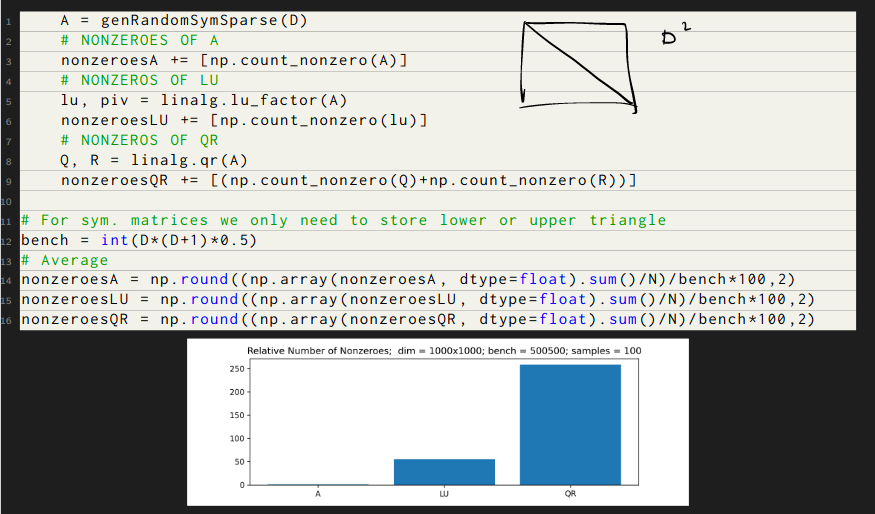 1 A = genRandomSymSparse(D)
2 # NONZEROES OF A
3 nonzeroesA += [np.count_nonzero(A)]
4 # NONZEROS OF LU
5 lu, piv = linalg.lu_factor(A)
6 nonzeroesLU += [np.count_nonzero(lu)]
7 # NONZEROS OF QR
8 Q, R = linalg.qr(A)
9 nonzeroesQR += [(np.count_nonzero(Q)+np.count_nonzero(R))]
10
11 # For sym. matrices we only need to store lower or upper triangle
12 bench = int(D*(D+1)*0.5)
13 # Average
14 nonzeroesA = np.round((np.array(nonzeroesA, dtype=float).sum()/N)/bench*100,2)
15 nonzeroesLU = np.round((np.array(nonzeroesLU, dtype=float).sum()/N)/bench*100,2)
16 nonzeroesQR = np.round((np.array(nonzeroesQR, dtype=float).sum()/N)/bench*100,2)
D²
Relative Number of Nonzeroes; dim = 1000x1000; bench = 500500; samples = 100
250
200
150
100
50
0
A LU QR